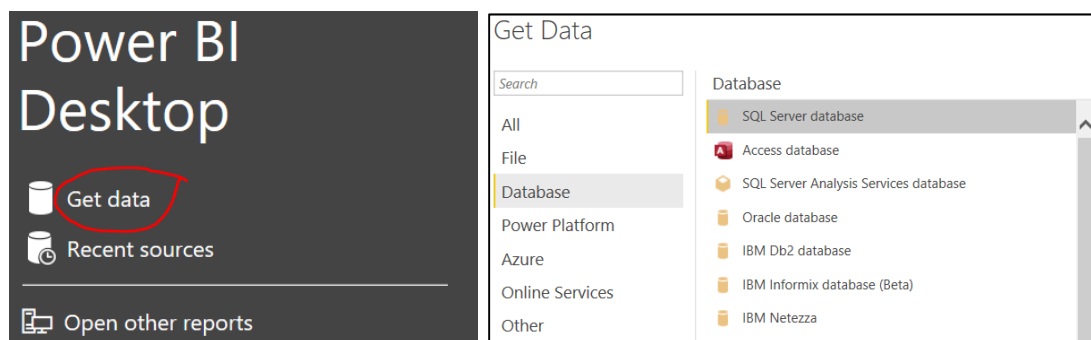 Power BI
Desktop
Get data
Recent sources
Open other reports
Get Data
Search
All
File
Database
Power Platform
Azure
Online Services
Other
Database
SQL Server database
Access database
SQL Server Analysis Services database
Oracle database
IBM Db2 database
IBM Informix database (Beta)
IBM Netezza